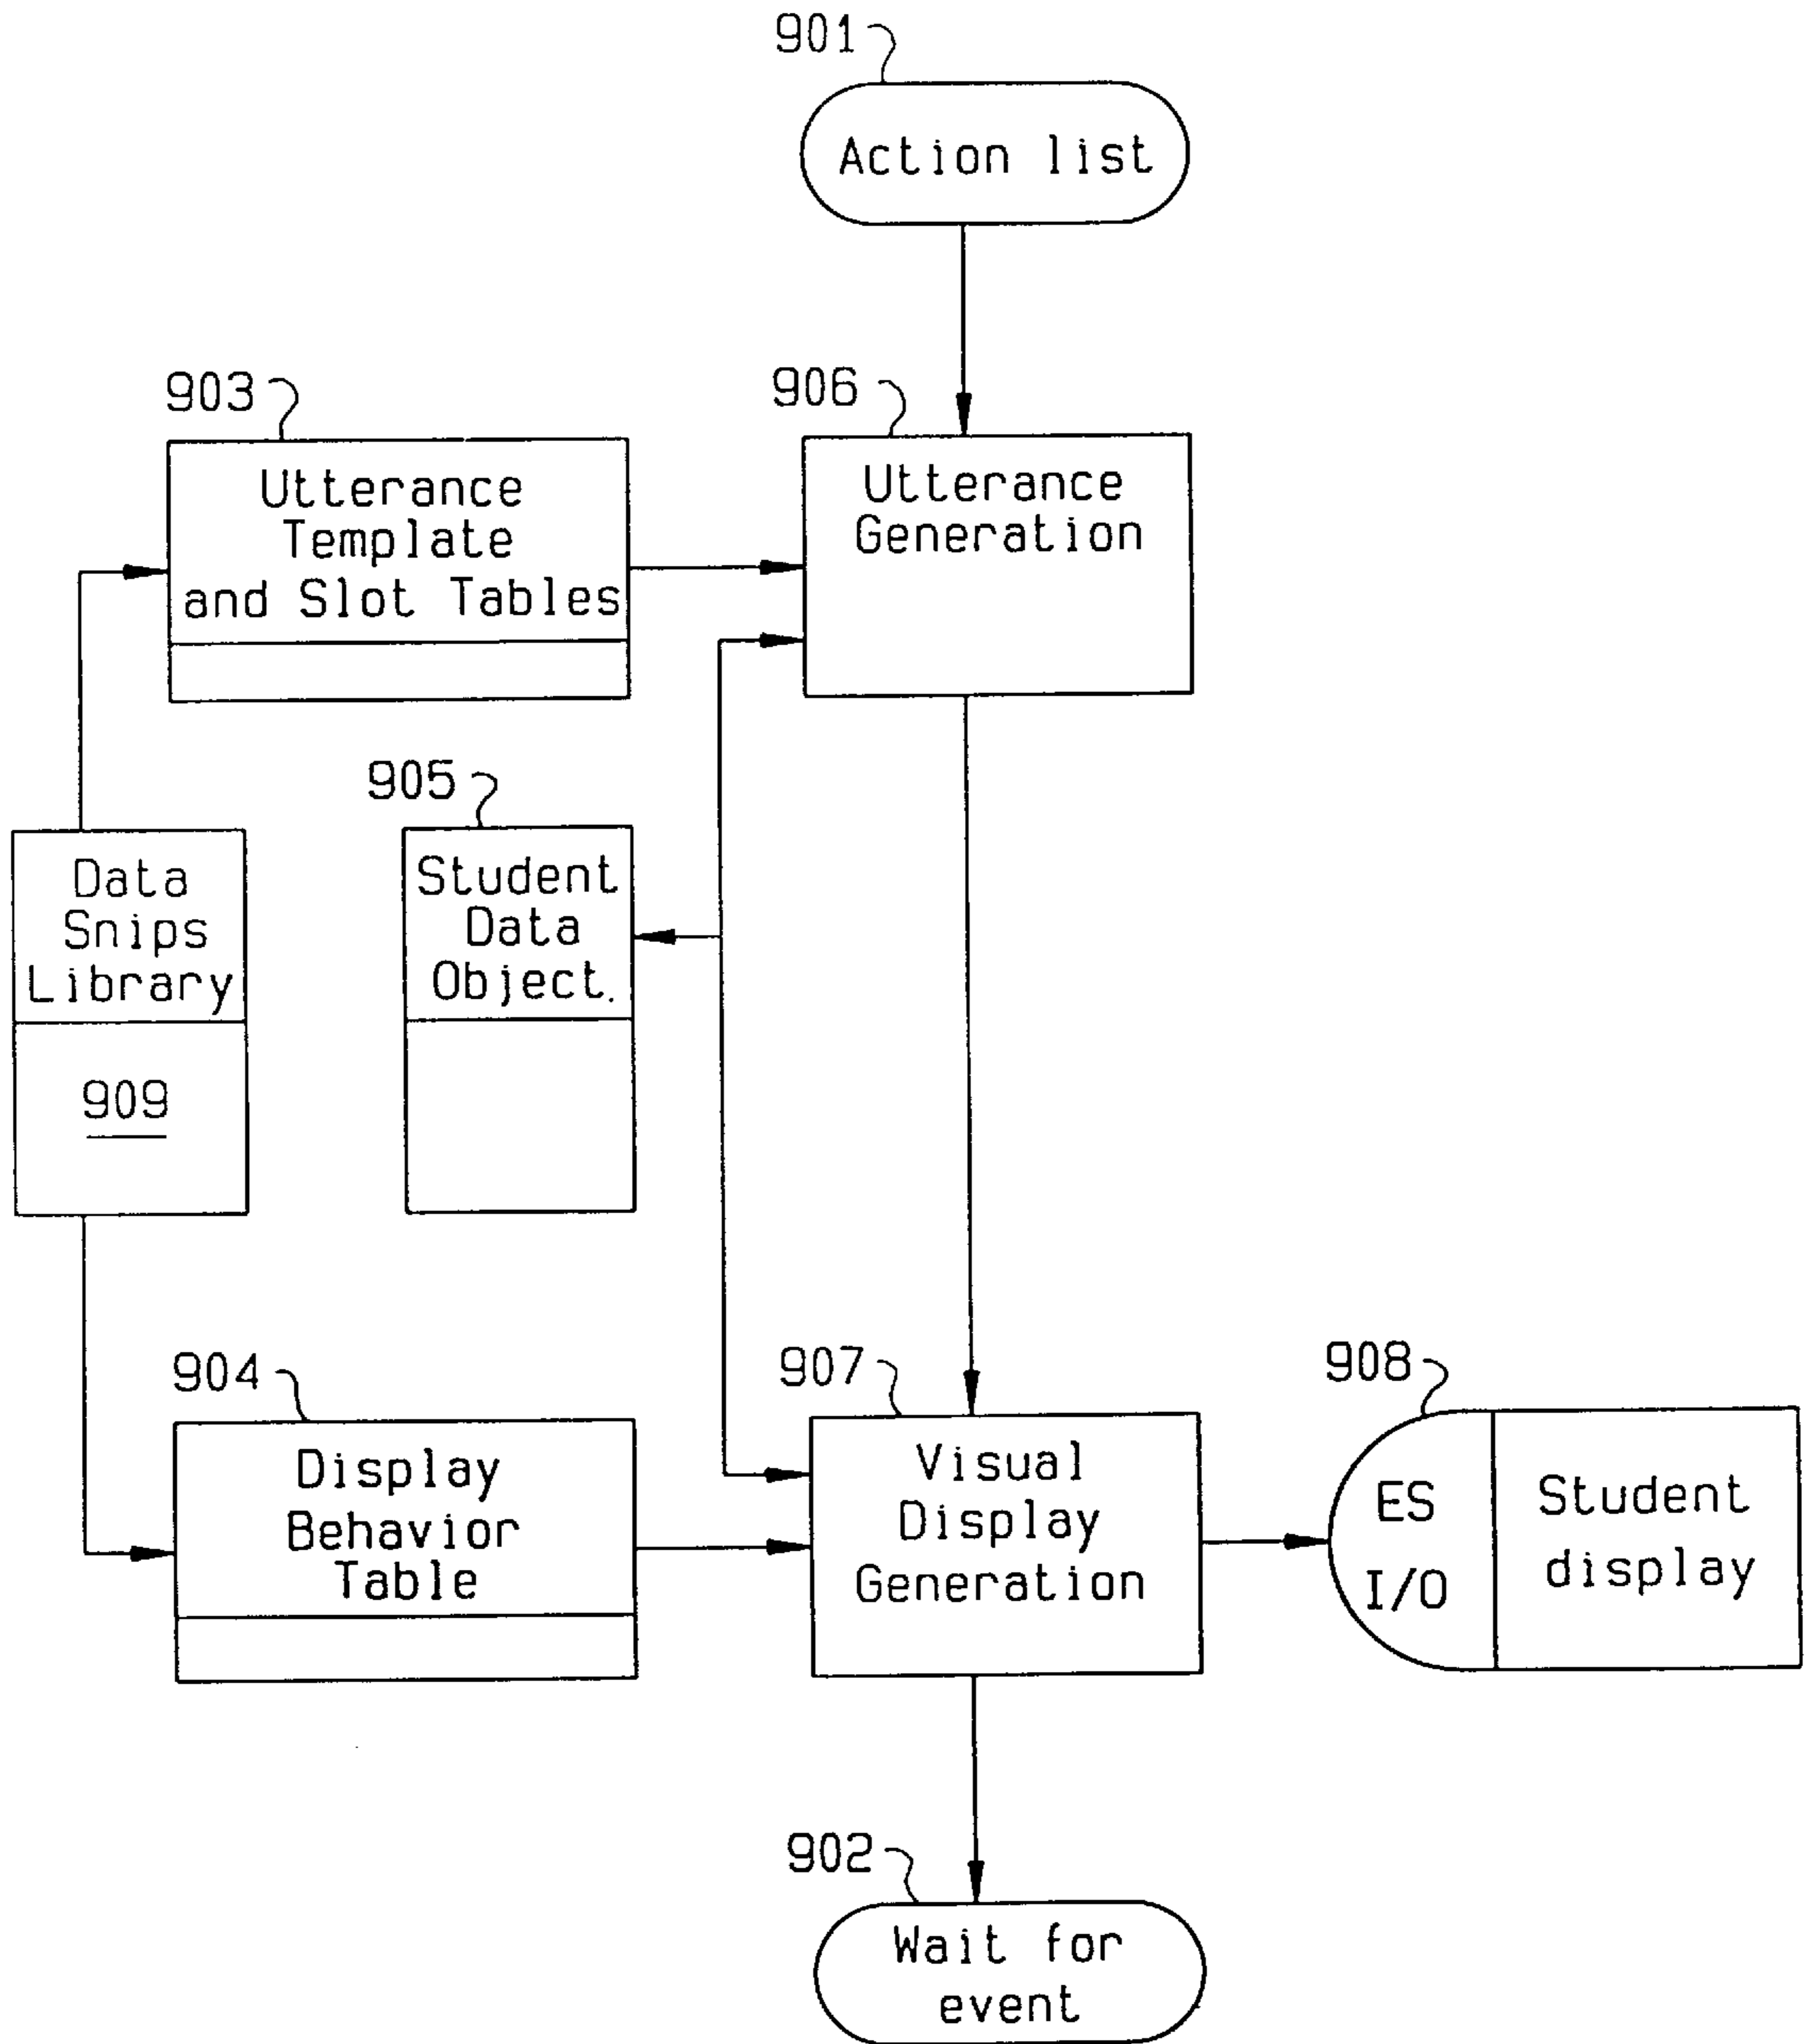 901
Action list
903
Utterance
Template
and Slot Tables
906
Utterance
Generation
905
Student
Data
Object.
Data
Snips
Library
909
904
Display
Behavior
Table
907
Visual
Display
Generation
908
ES
I/O
Student
display
902
Wait for
event